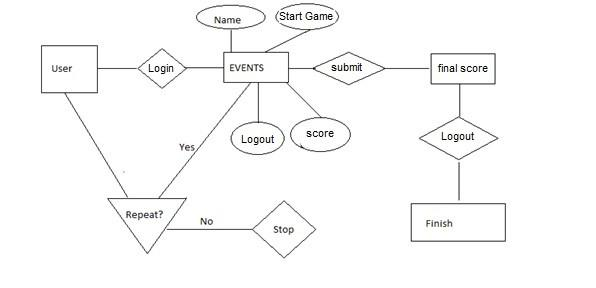 Name
Start Game
User
Login
EVENTS
submit
final score
Logout
score
Logout
Yes
Repeat?
No
Stop
Finish